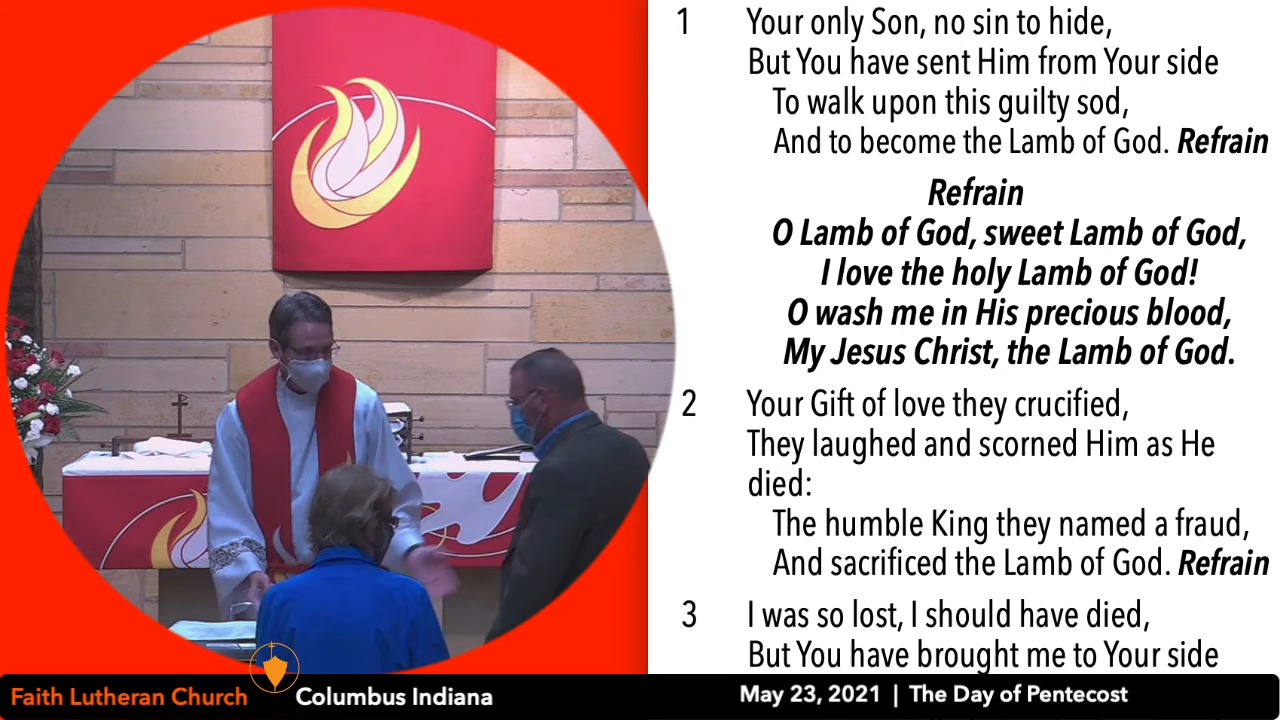 1 Your only Son, no sin to hide,
But You have sent Him from Your side
To walk upon this guilty sod,
And to become the Lamb of God. Refrain
Refrain
O Lamb of God, sweet Lamb of God,
I love the holy Lamb of God!
O wash me in His precious blood,
My Jesus Christ, the Lamb of God.
2 Your Gift of love they crucified,
They laughed and scorned Him as He
died:
The humble King they named a fraud,
And sacrificed the Lamb of God. Refrain
3 I was so lost, I should have died,
But You have brought me to Your side
Faith Lutheran Church Columbus Indiana
May 23, 2021 | The Day of Pentecost